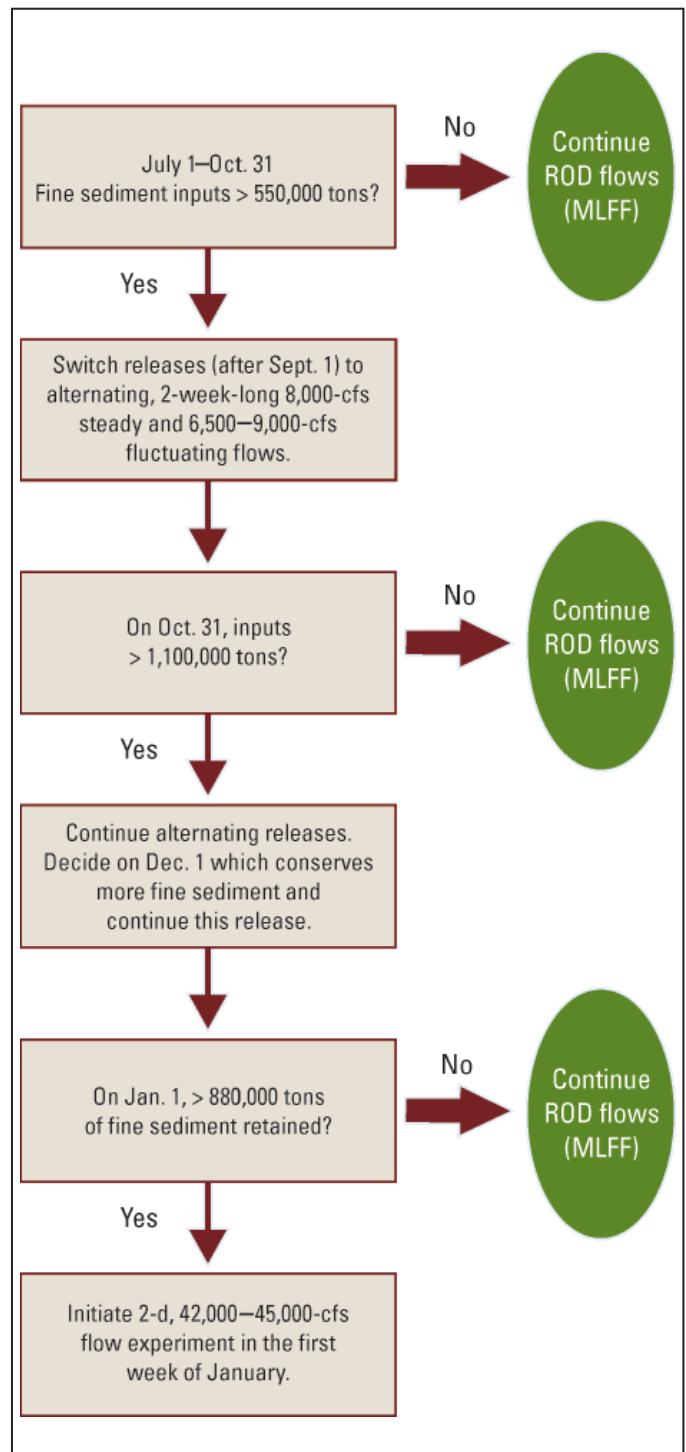 July 1–Oct. 31
Fine sediment inputs > 550,000 tons?
No
Continue
ROD flows
(MLFF)
Yes
Switch releases (after Sept. 1) to
alternating, 2-week-long 8,000-cfs
steady and 6,500–9,000-cfs
fluctuating flows.
On Oct. 31, inputs
> 1,100,000 tons?
No
Continue
ROD flows
(MLFF)
Yes
Continue alternating releases.
Decide on Dec. 1 which conserves
more fine sediment and
continue this release.
On Jan. 1, > 880,000 tons
of fine sediment retained?
No
Continue
ROD flows
(MLFF)
Yes
Initiate 2-d, 42,000–45,000-cfs
flow experiment in the first
week of January.